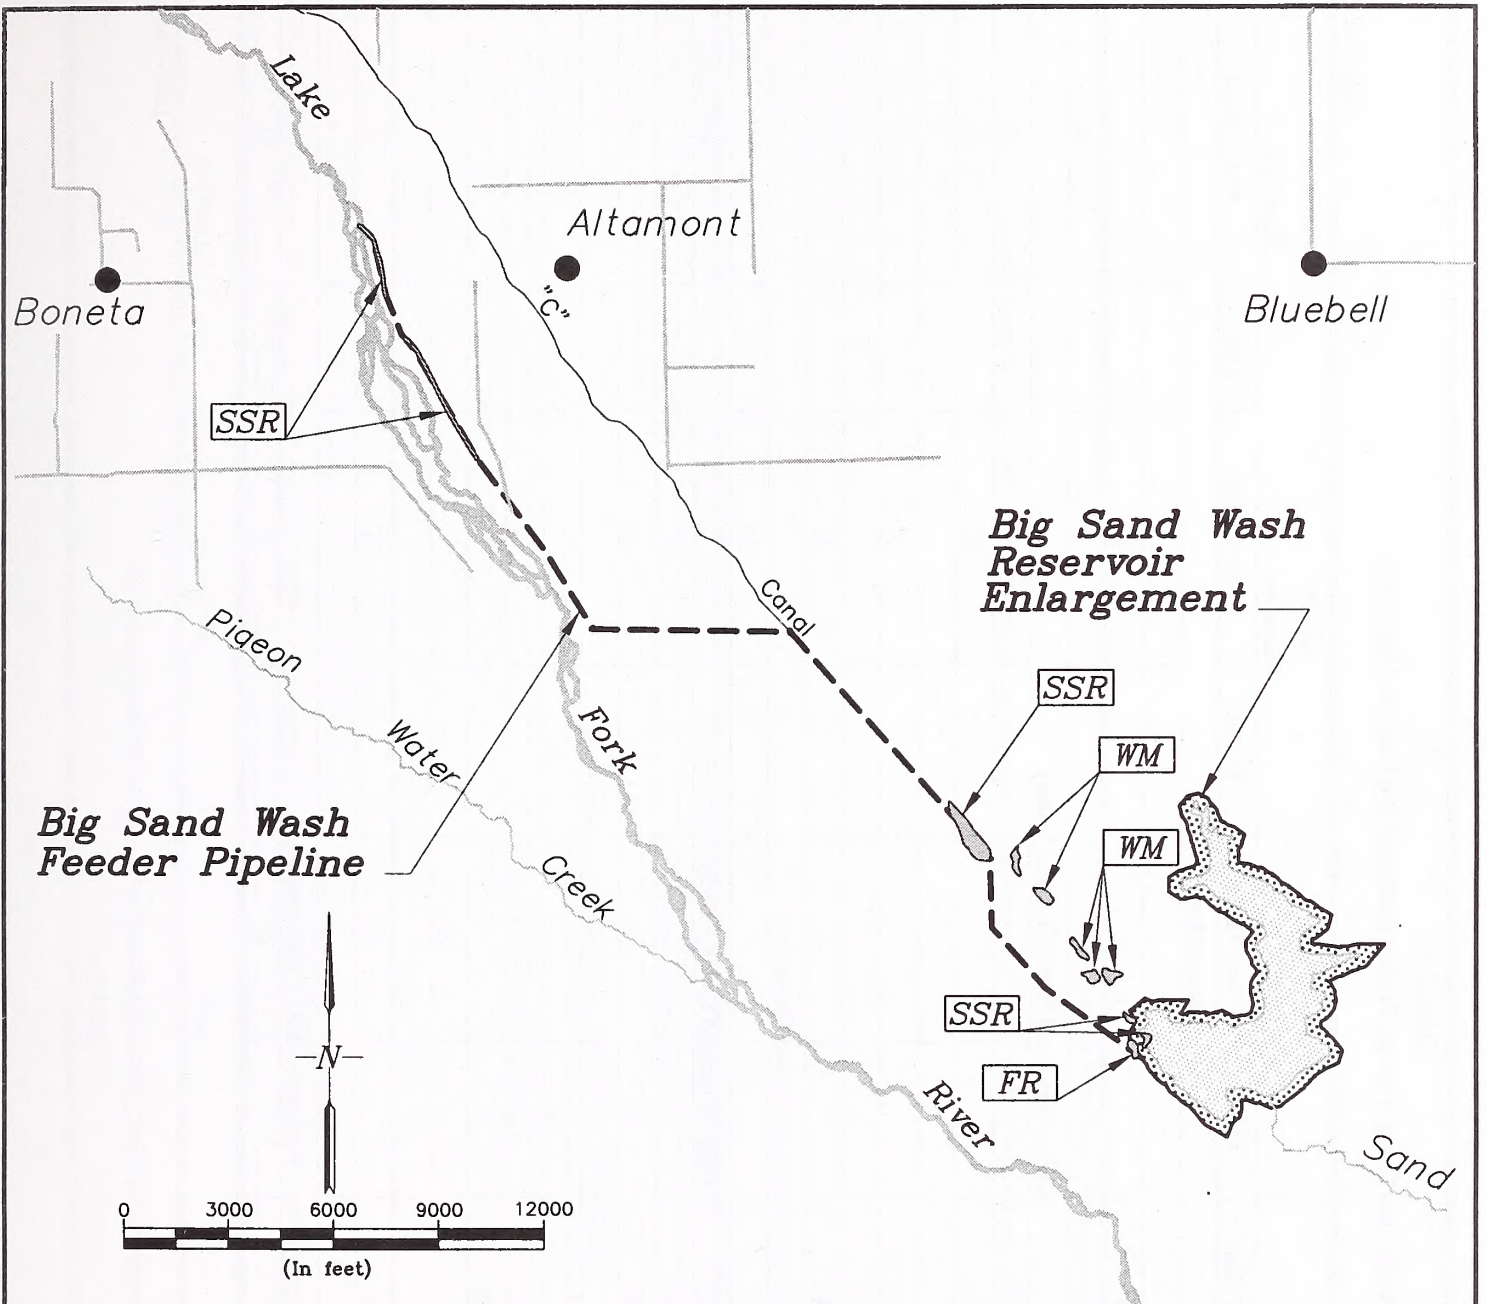 Lake
Altamont
"C"
Boneta
Bluebell
SSR
Big Sand Wash
Reservoir
Enlargement
Canal
Pigeon
Water
Creek
SSR
Fork
WM
Big Sand Wash
Feeder Pipeline
WM
SSR
FR
-N-
River
Sand
0 3000 6000 9000 12000
(In feet)